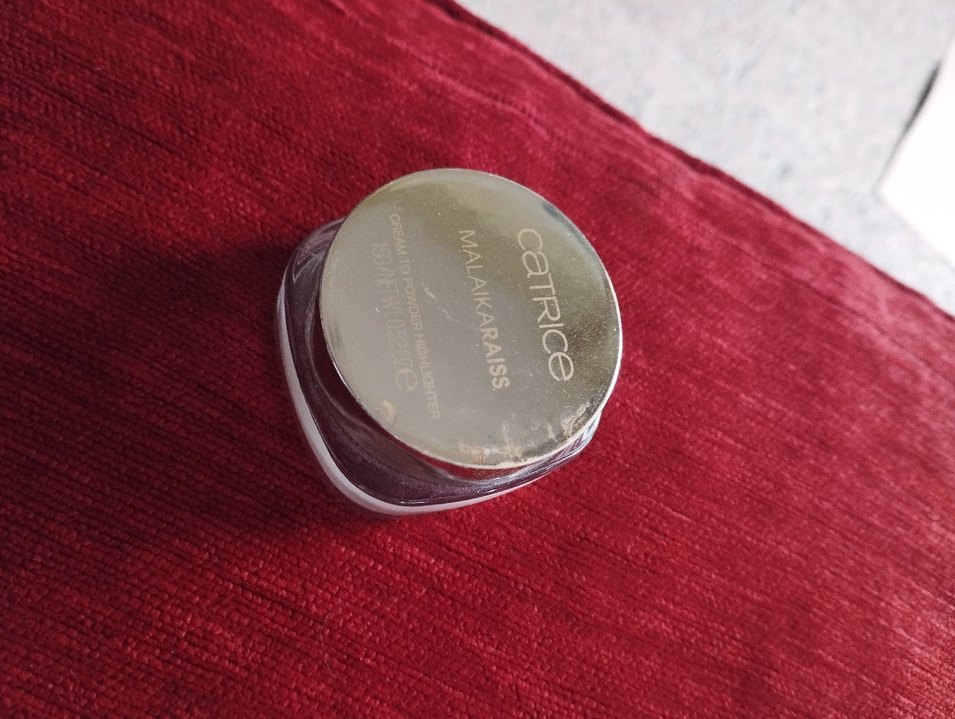 CATRICE
MALAIKARAISS
CREAM TO POWDER HIGHLIGHTER